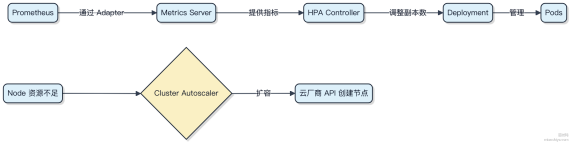 Prometheus
通过 Adapter
Metrics Server
提供指标
HPA Controller
调整副本数
Deployment
管理
Pods
Node 资源不足
Cluster Autoscaler
扩容
云厂商 API 创建节点